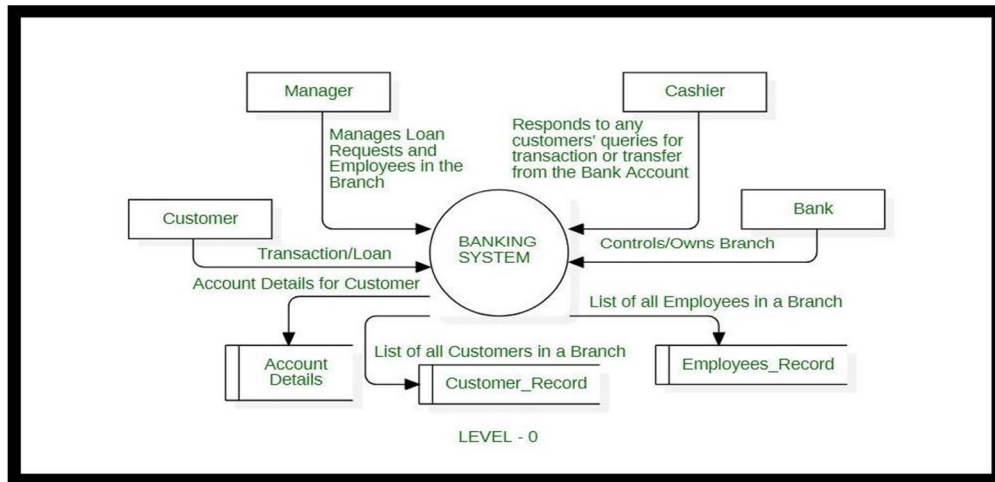 Manager
Cashier
Manages Loan
Requests and
Employees in the
Branch
Responds to any
customers' queries for
transaction or transfer
from the Bank Account
Customer
Bank
BANKING
SYSTEM
Transaction/Loan
Controls/Owns Branch
Account Details for Customer
List of all Employees in a Branch
List of all Customers in a Branch
Account
Details
Customer_Record
Employees_Record
LEVEL - 0